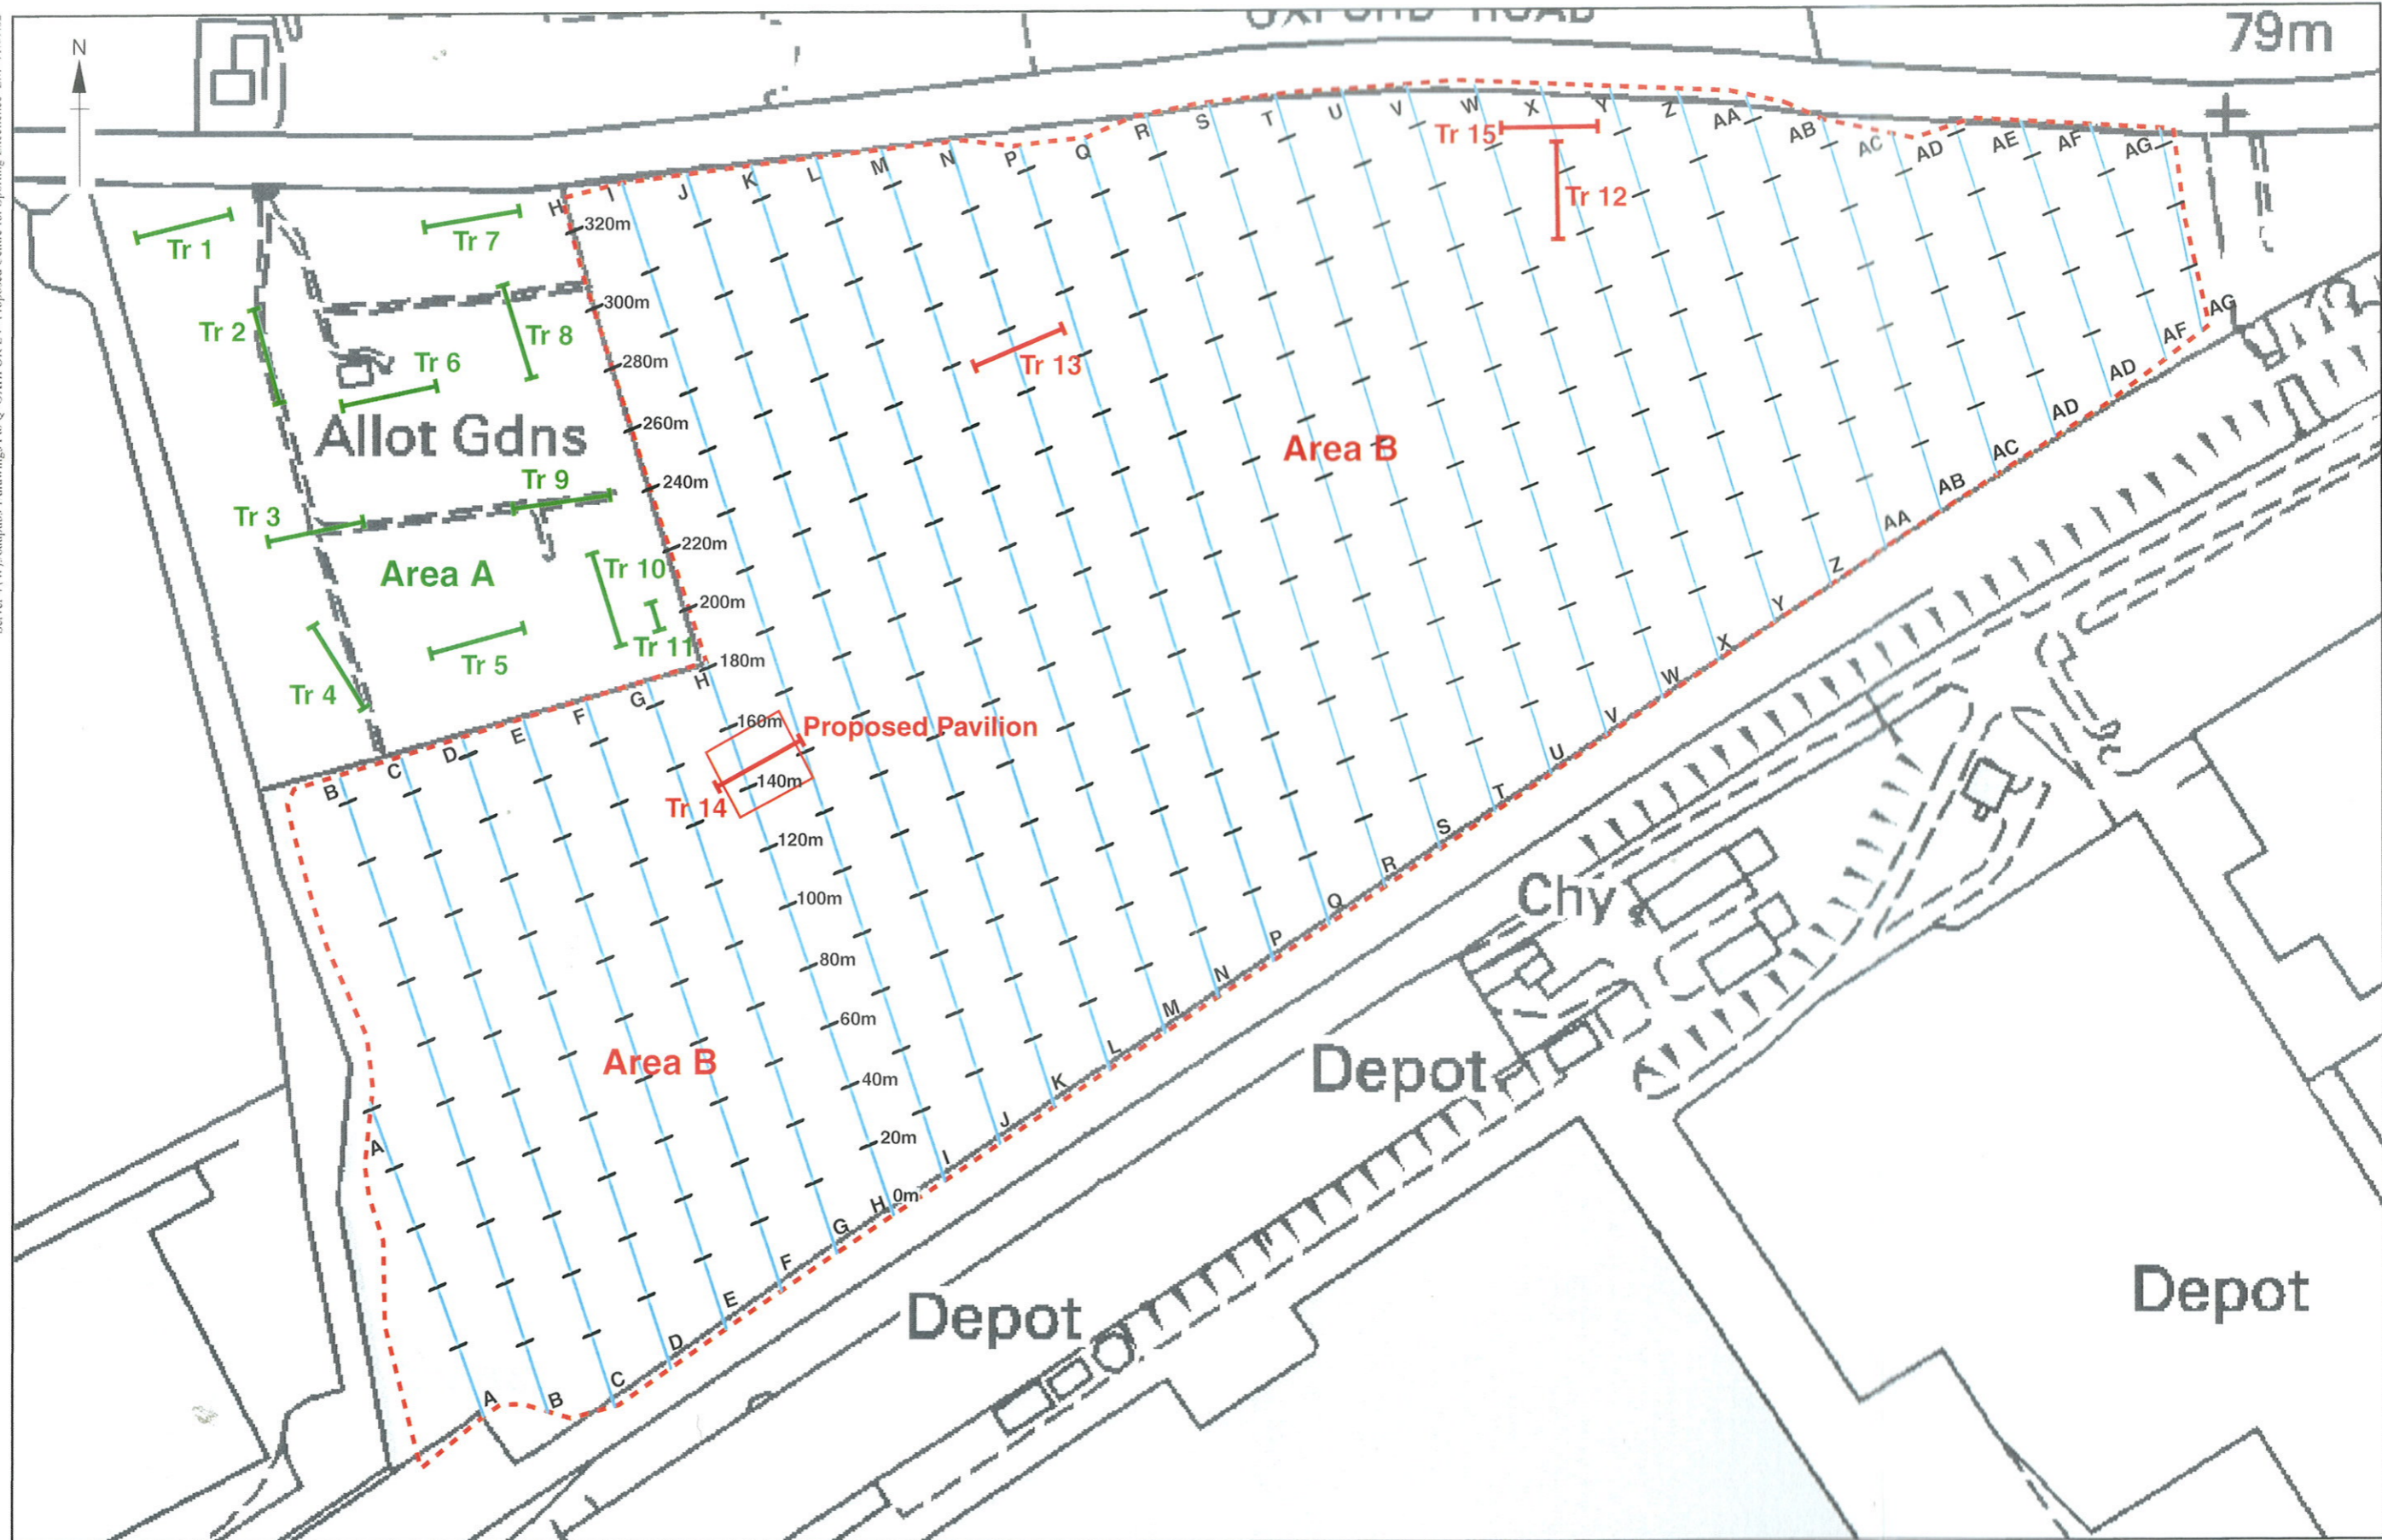 OXFORD ROAD
79m
N
R S T U V W X Y Z AA AB AC AD AE AF AG
Tr 15
H I J K L M N P Q
Tr 12
Tr 1
Tr 7
320m
300m
Tr 2
Tr 8
Tr 6
280m
Tr 13
AG
AF
AD
AD
AC
AB
AA
Z
Y
X
W
V
U
T
S
R
Q
P
N
M
L
K
J
I
H
G
F
E
D
C
B
A
Allot Gdns
260m
Area B
Tr 9
240m
Tr 3
220m
Area A
Tr 10
200m
Tr 11
Tr 5
180m
Tr 4
H
G
F
E
D
C
B
160m
Proposed Pavilion
140m
Tr 14
120m
100m
80m
60m
Area B
40m
20m
0m
A
Chy
Depot
Depot
Depot